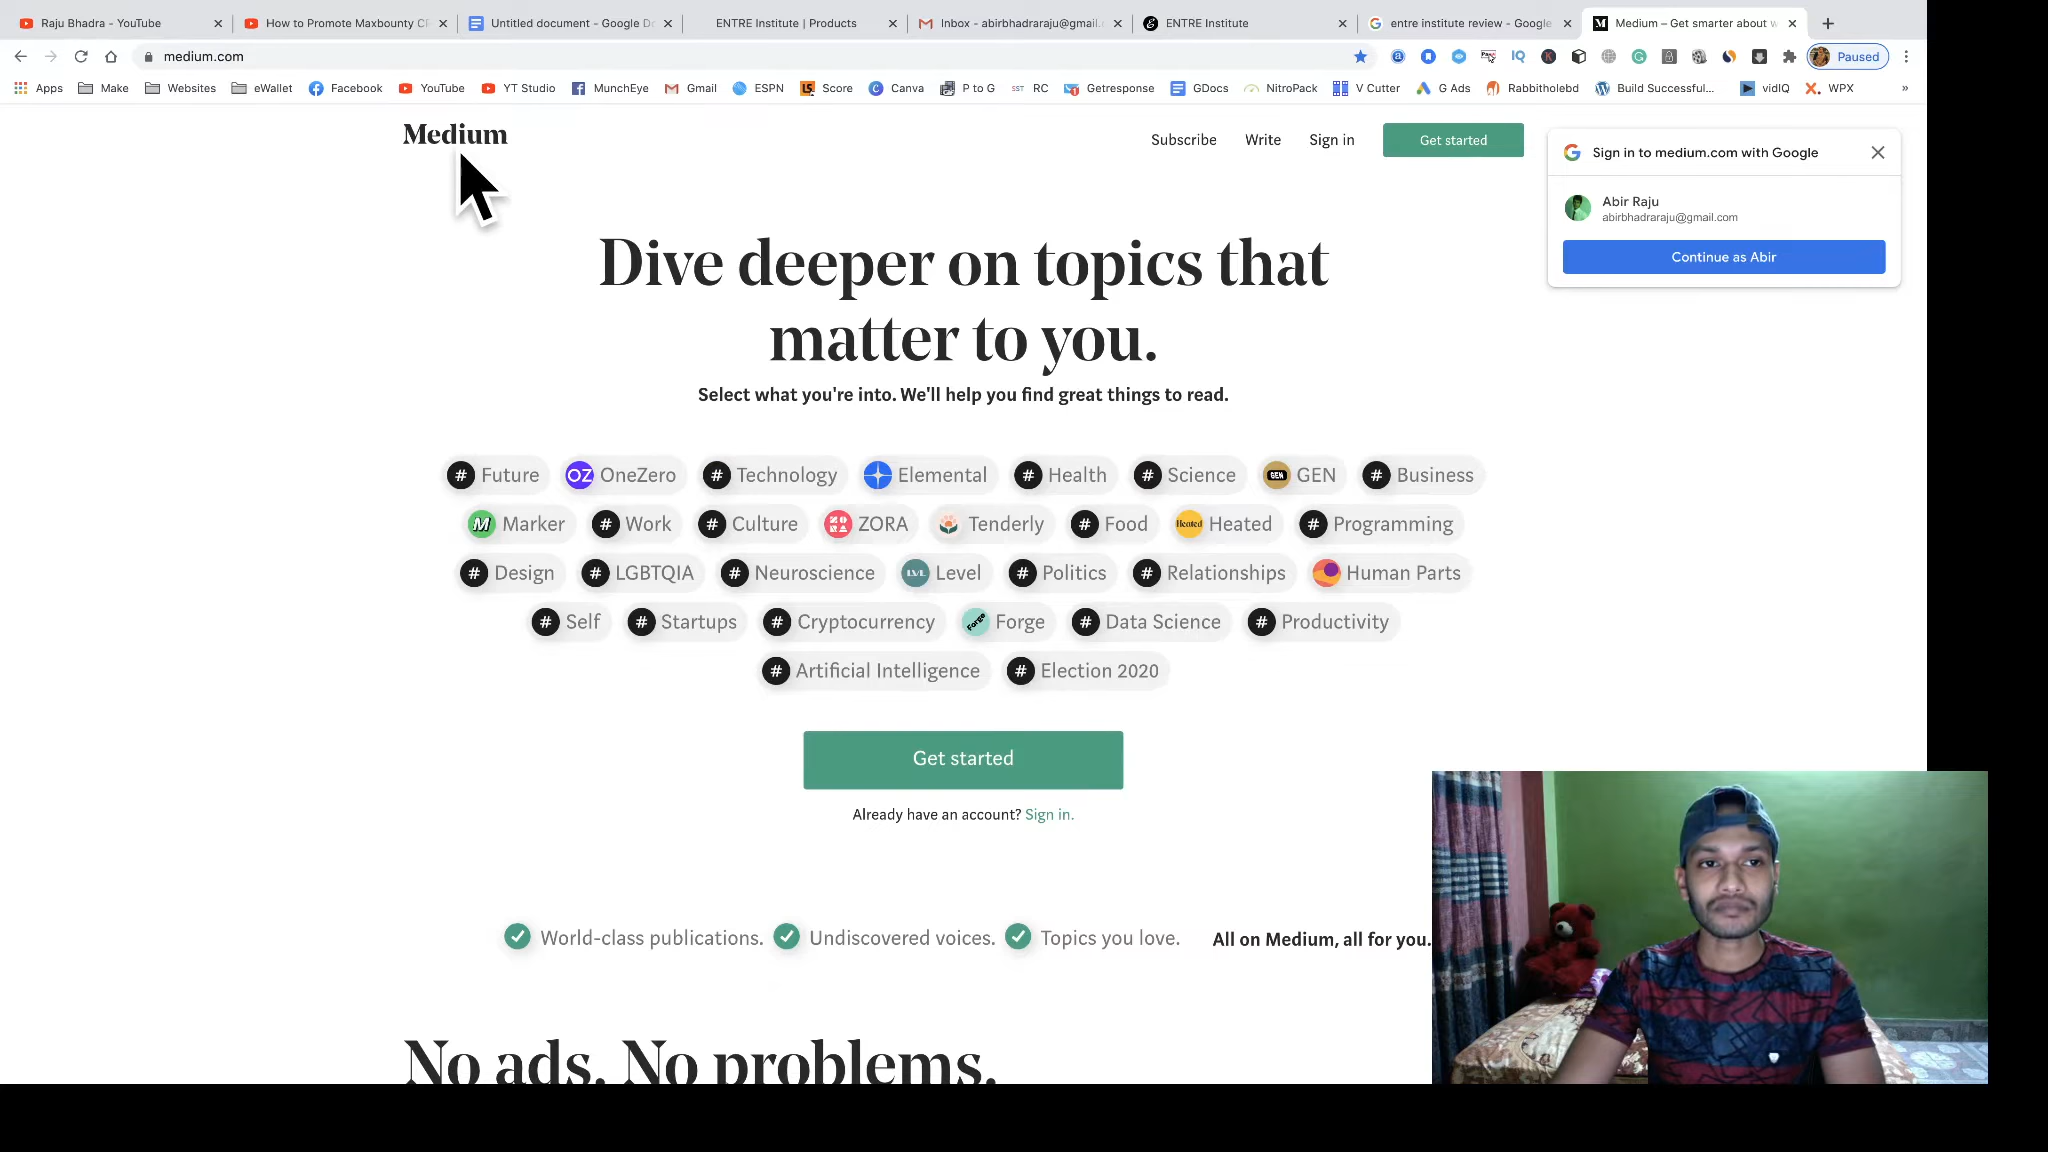 Raju Bhadra - YouTube
How to Promote Maxbounty C
Untitled document - Google Do
ENTRE Institute | Products
Inbox - abirbhadraraju@gmail.
ENTRE Institute
entre institute review - Google
Medium – Get smarter about w
medium.com
Paused
Apps
Make
Websites
eWallet
Facebook
YouTube
YT Studio
MunchEye
Gmail
ESPN
Score
Canva
P to G
SST RC
Getresponse
GDocs
NitroPack
V Cutter
G Ads
Rabbitholebd
Build Successful...
vidIQ
WPX
»
Medium
Subscribe
Write
Sign in
Get started
Sign in to medium.com with Google
Abir Raju
abirbhadraraju@gmail.com
Continue as Abir
Dive deeper on topics that
matter to you.
Select what you're into. We'll help you find great things to read.
# Future OZ OneZero # Technology Elemental # Health # Science GEN GEN # Business
M Marker # Work # Culture ZORA ZORA Tenderly # Food Heated Heated # Programming
# Design # LGBTQIA # Neuroscience LVL Level # Politics # Relationships Human Parts
# Self # Startups # Cryptocurrency Forge Forge # Data Science # Productivity
# Artificial Intelligence # Election 2020
Get started
Already have an account? Sign in.
World-class publications. Undiscovered voices. Topics you love. All on Medium, all for you.
No ads. No problems.